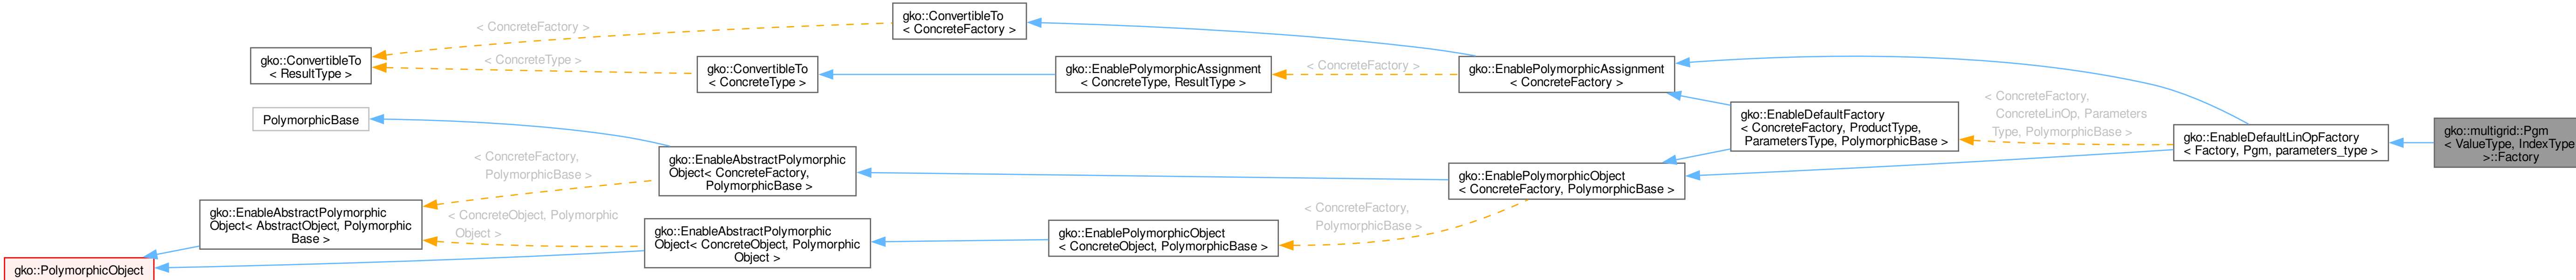 gko::ConvertibleTo
< ConcreteFactory >
< ConcreteFactory >
gko::ConvertibleTo
< ResultType >
< ConcreteType >
gko::ConvertibleTo
< ConcreteType >
gko::EnablePolymorphicAssignment
< ConcreteType, ResultType >
< ConcreteFactory >
gko::EnablePolymorphicAssignment
< ConcreteFactory >
PolymorphicBase
gko::EnableDefaultFactory
< ConcreteFactory, ProductType,
ParametersType, PolymorphicBase >
< ConcreteFactory,
ConcreteLinOp, Parameters
Type, PolymorphicBase >
gko::EnableDefaultLinOpFactory
< Factory, Pgm, parameters_type >
gko::multigrid::Pgm
< ValueType, IndexType
>::Factory
< ConcreteFactory,
PolymorphicBase >
gko::EnableAbstractPolymorphic
Object< ConcreteFactory,
PolymorphicBase >
gko::EnablePolymorphicObject
< ConcreteFactory, PolymorphicBase >
gko::EnableAbstractPolymorphic
Object< AbstractObject, Polymorphic
Base >
< ConcreteObject, Polymorphic
Object >
gko::EnableAbstractPolymorphic
Object< ConcreteObject, Polymorphic
Object >
gko::EnablePolymorphicObject
< ConcreteObject, PolymorphicBase >
< ConcreteFactory,
PolymorphicBase >
gko::PolymorphicObject